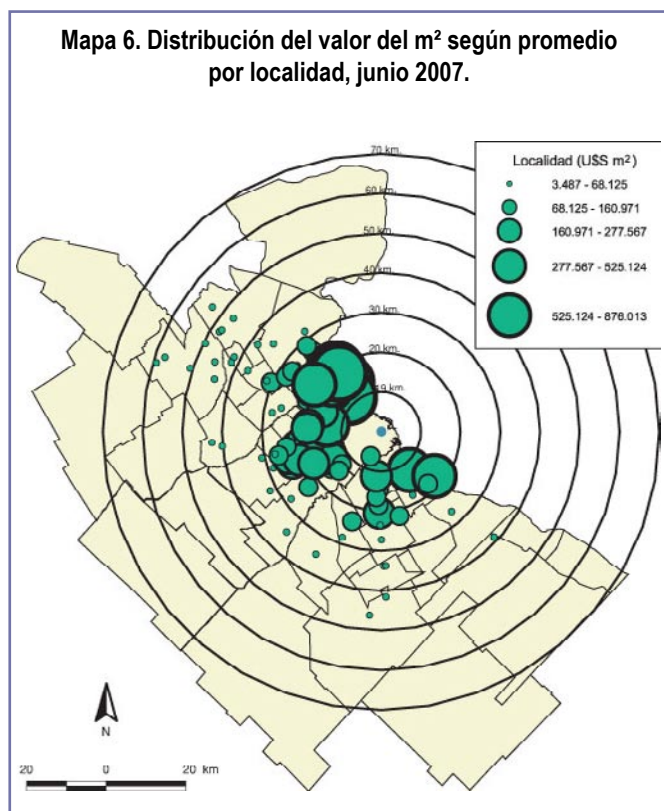 Mapa 6. Distribución del valor del m² según promedio
por localidad, junio 2007.
70 km.
60 km.
50 km.
40 km.
30 km.
20 km.
Localidad (U$S m²)
3.487 - 68.125
68.125 - 160.971
160.971 - 277.567
277.567 - 525.124
525.124 - 876.013
N
20 0 20 km